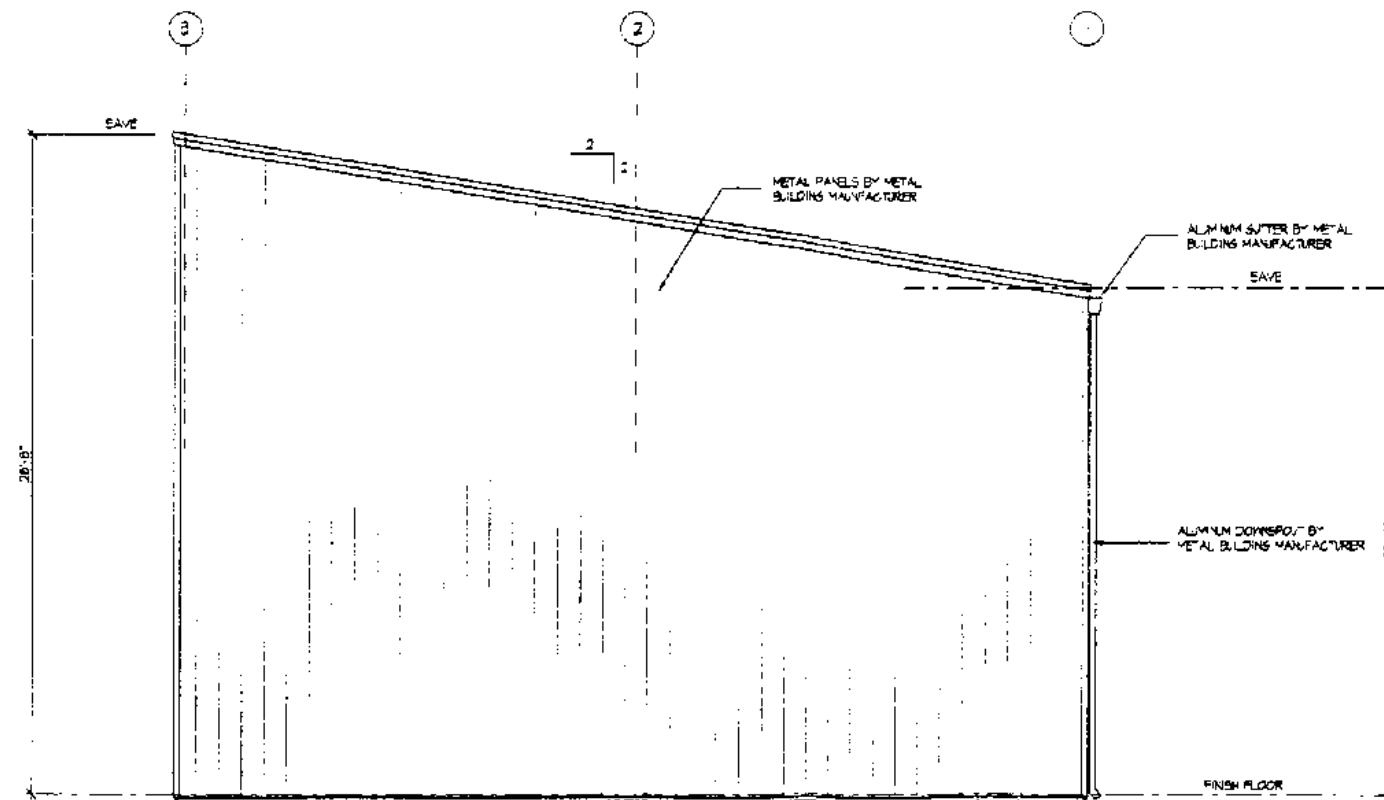 3
2
EAVE
2
METAL PANELS BY METAL
BUILDING MAUNFACTURER
ALUMINUM GUTTER BY METAL
BUILDING MANUFACTURER
EAVE
ALUMINUM DOWNSPOUT BY
METAL BUILDING MANUFACTURER
FINISH FLOOR